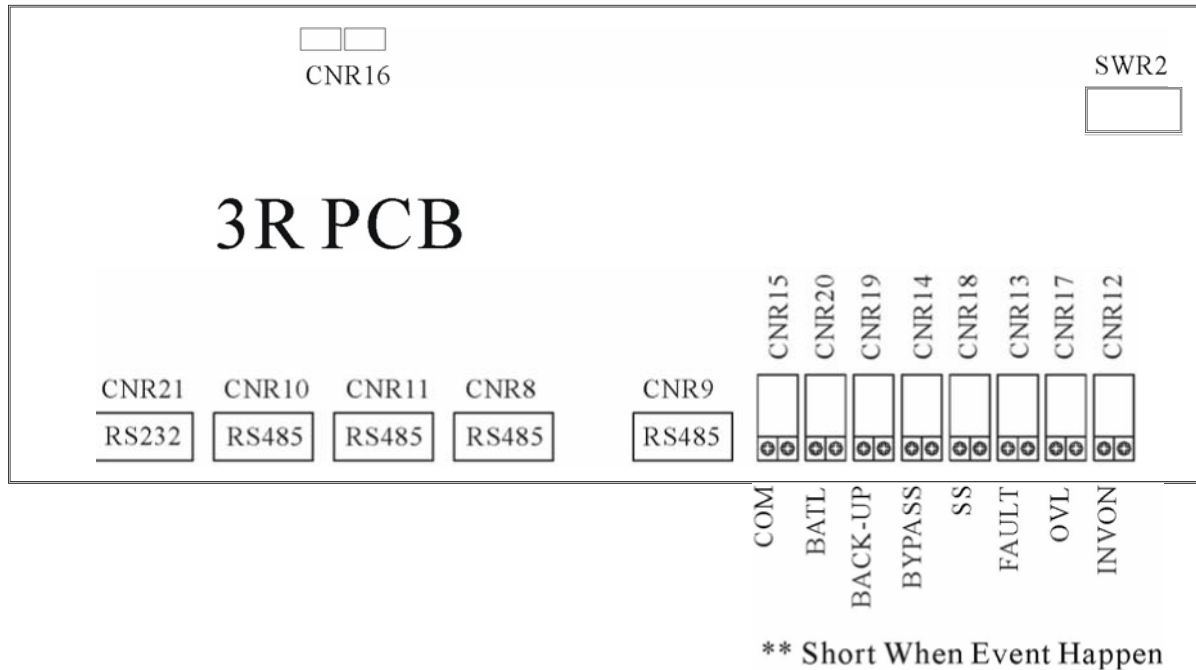 CNR16
SWR2
3R PCB
CNR15 CNR20 CNR19 CNR14 CNR18 CNR13 CNR17 CNR12
CNR21 CNR10 CNR11 CNR8 CNR9
RS232 RS485 RS485 RS485 RS485
COM BATL BACK-UP BYPASS SS FAULT OVL INVON
** Short When Event Happen